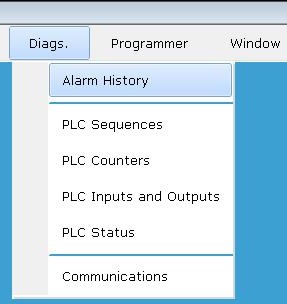 Diags. Programmer Window
Alarm History
PLC Sequences
PLC Counters
PLC Inputs and Outputs
PLC Status
Communications